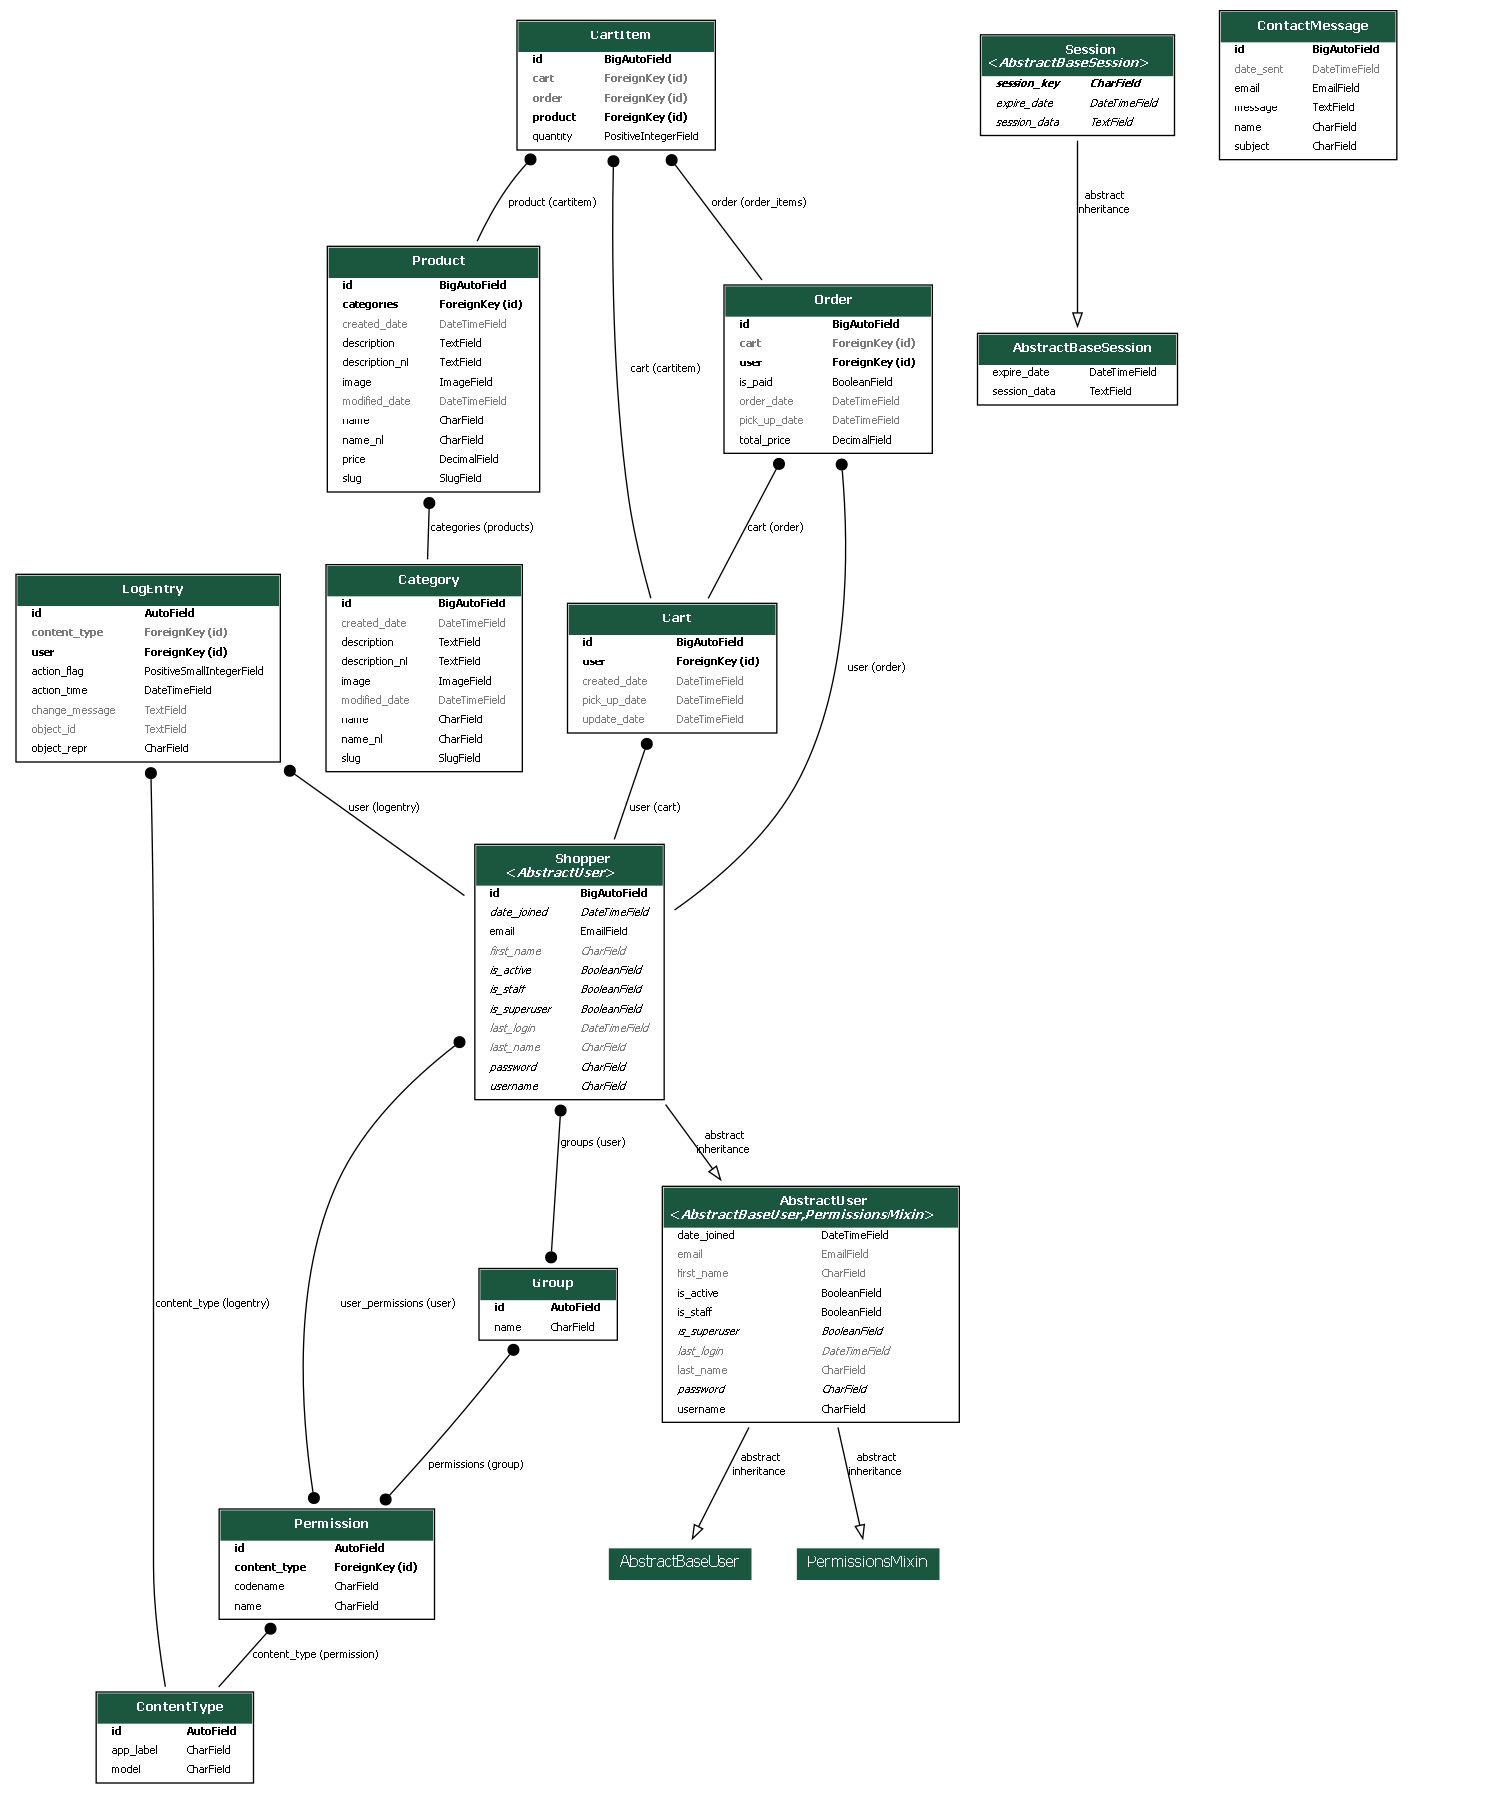 CartItem
id BigAutoField
cart ForeignKey (id)
order ForeignKey (id)
product ForeignKey (id)
quantity PositiveIntegerField
Session
<AbstractBaseSession>
session_key CharField
expire_date DateTimeField
session_data TextField
ContactMessage
id BigAutoField
date_sent DateTimeField
email EmailField
message TextField
name CharField
subject CharField
product (cartitem)
order (order_items)
abstract
inheritance
Product
id BigAutoField
categories ForeignKey (id)
created_date DateTimeField
description TextField
description_nl TextField
image ImageField
modified_date DateTimeField
name CharField
name_nl CharField
price DecimalField
slug SlugField
cart (cartitem)
Order
id BigAutoField
cart ForeignKey (id)
user ForeignKey (id)
is_paid BooleanField
order_date DateTimeField
pick_up_date DateTimeField
total_price DecimalField
AbstractBaseSession
expire_date DateTimeField
session_data TextField
categories (products)
cart (order)
LogEntry
id AutoField
content_type ForeignKey (id)
user ForeignKey (id)
action_flag PositiveSmallIntegerField
action_time DateTimeField
change_message TextField
object_id TextField
object_repr CharField
Category
id BigAutoField
created_date DateTimeField
description TextField
description_nl TextField
image ImageField
modified_date DateTimeField
name CharField
name_nl CharField
slug SlugField
Cart
id BigAutoField
user ForeignKey (id)
created_date DateTimeField
pick_up_date DateTimeField
update_date DateTimeField
user (order)
user (logentry)
user (cart)
Shopper
<AbstractUser>
id BigAutoField
date_joined DateTimeField
email EmailField
first_name CharField
is_active BooleanField
is_staff BooleanField
is_superuser BooleanField
last_login DateTimeField
last_name CharField
password CharField
username CharField
groups (user)
abstract
inheritance
AbstractUser
<AbstractBaseUser,PermissionsMixin>
date_joined DateTimeField
email EmailField
first_name CharField
is_active BooleanField
is_staff BooleanField
is_superuser BooleanField
last_login DateTimeField
last_name CharField
password CharField
username CharField
content_type (logentry)
user_permissions (user)
Group
id AutoField
name CharField
permissions (group)
abstract
inheritance
abstract
inheritance
Permission
id AutoField
content_type ForeignKey (id)
codename CharField
name CharField
AbstractBaseUser
PermissionsMixin
content_type (permission)
ContentType
id AutoField
app_label CharField
model CharField